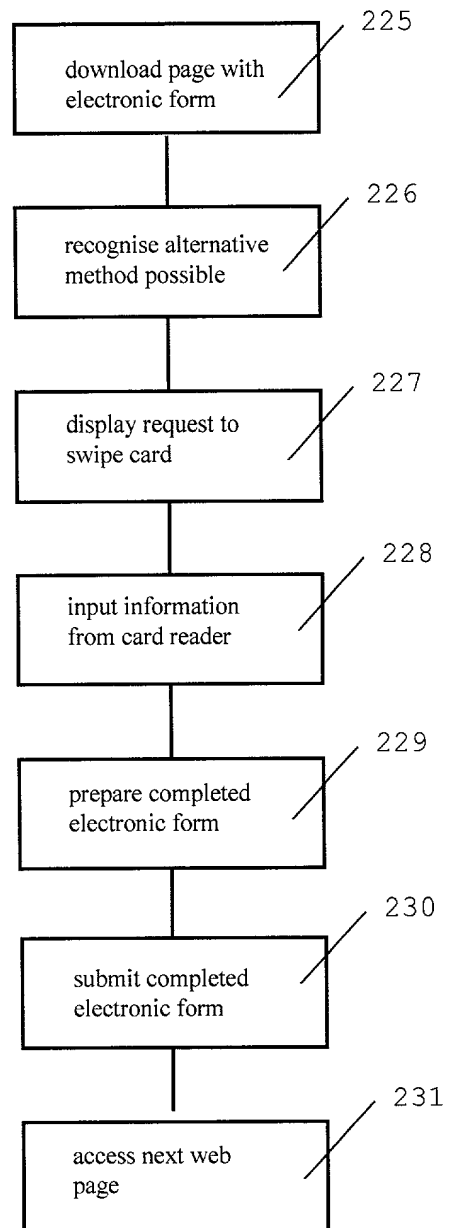 225
download page with
electronic form
226
recognise alternative
method possible
227
display request to
swipe card
228
input information
from card reader
229
prepare completed
electronic form
230
submit completed
electronic form
231
access next web
page